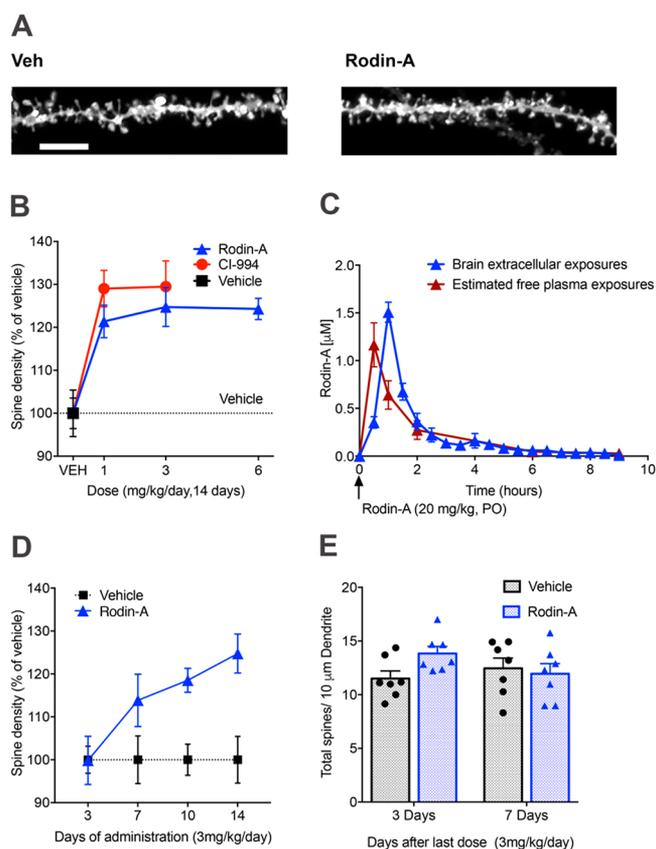 A
Veh
Rodin-A
B
140
130
120
110
100
90
Spine density (% of vehicle)
Rodin-A
CI-994
Vehicle
Vehicle
VEH 1 3 6
Dose (mg/kg/day,14 days)
C
2.0
1.5
1.0
0.5
0.0
Rodin-A [µM]
Brain extracellular exposures
Estimated free plasma exposures
0 2 4 6 8 10
Time (hours)
Rodin-A (20 mg/kg, PO)
D
140
130
120
110
100
90
Spine density (% of vehicle)
Vehicle
Rodin-A
3 7 10 14
Days of administration (3mg/kg/day)
E
20
15
10
5
0
Total spines/ 10 µm Dendrite
Vehicle
Rodin-A
3 Days 7 Days
Days after last dose (3mg/kg/day)